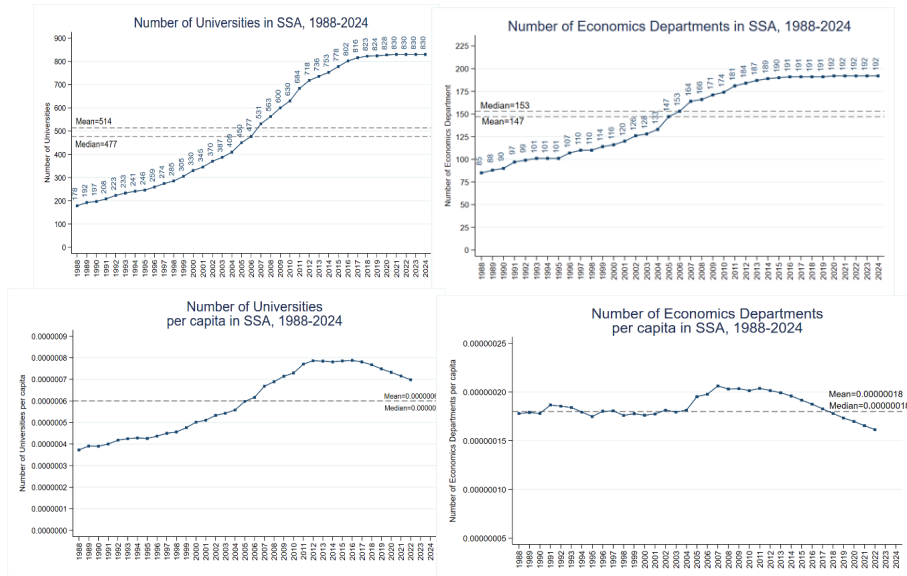 Number of Universities in SSA, 1988-2024
Number of Universities
900
800
700
600
500
400
300
200
100
0
Mean=514
Median=477
178 192 197 208 223 233 241 246 259 274 285 305 330 345 370 387 409 450 477 531 563 600 630 684 718 736 753 778 802 816 823 824 828 830 830 830 830
1988 1989 1990 1991 1992 1993 1994 1995 1996 1997 1998 1999 2000 2001 2002 2003 2004 2005 2006 2007 2008 2009 2010 2011 2012 2013 2014 2015 2016 2017 2018 2019 2020 2021 2022 2023 2024
Number of Economics Departments in SSA, 1988-2024
Number of Economics Department
225
200
175
150
125
100
75
50
25
0
Median=153
Mean=147
85 88 90 97 99 101 101 101 107 110 110 114 116 120 126 128 133 147 153 164 166 171 174 181 184 187 189 190 191 191 191 191 192 192 192 192 192
1988 1989 1990 1991 1992 1993 1994 1995 1996 1997 1998 1999 2000 2001 2002 2003 2004 2005 2006 2007 2008 2009 2010 2011 2012 2013 2014 2015 2016 2017 2018 2019 2020 2021 2022 2023 2024
Number of Universities
per capita in SSA, 1988-2024
Number of Universities per capita
0.0000009
0.0000008
0.0000007
0.0000006
0.0000005
0.0000004
0.0000003
0.0000002
0.0000001
0.0000000
Mean=0.0000006
Median=0.00000
1988 1989 1990 1991 1992 1993 1994 1995 1996 1997 1998 1999 2000 2001 2002 2003 2004 2005 2006 2007 2008 2009 2010 2011 2012 2013 2014 2015 2016 2017 2018 2019 2020 2021 2022 2023 2024
Number of Economics Departments
per capita in SSA, 1988-2024
Number of Economics Departments per capita
0.00000025
0.00000020
0.00000015
0.00000010
0.00000005
Mean=0.00000018
Median=0.00000018
1988 1989 1990 1991 1992 1993 1994 1995 1996 1997 1998 1999 2000 2001 2002 2003 2004 2005 2006 2007 2008 2009 2010 2011 2012 2013 2014 2015 2016 2017 2018 2019 2020 2021 2022 2023 2024